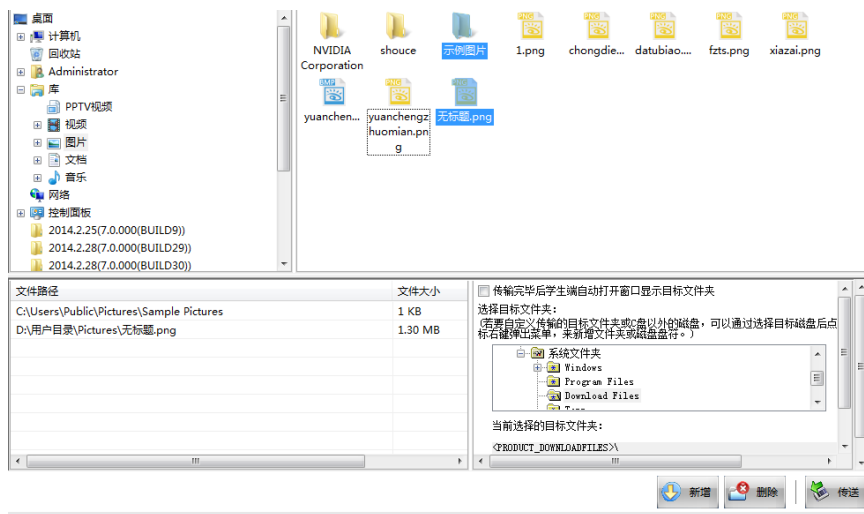 桌面
计算机
回收站
Administrator
库
PPTV视频
视频
图片
文档
音乐
网络
控制面板
2014.2.25(7.0.000(BUILD9))
2014.2.28(7.0.000(BUILD29))
2014.2.28(7.0.000(BUILD30))
NVIDIA
Corporation
shouce
示例图片
1.png
chongdie...
datubiao....
fzts.png
xiazai.png
yuanchen...
yuanchengz
huomian.pn
g
无标题.png
文件路径 文件大小
C:\Users\Public\Pictures\Sample Pictures 1 KB
D:\用户目录\Pictures\无标题.png 1.30 MB
传输完毕后学生端自动打开窗口显示目标文件夹
选择目标文件夹:
(若要自定义传输的目标文件夹或C盘以外的磁盘，可以通过选择目标磁盘后点
标右键弹出菜单，来新增文件夹或磁盘盘符。)
系统文件夹
Windows
Program Files
Download Files
当前选择的目标文件夹:
<PRODUCT_DOWNLOADFILES>\
新增 删除 传送